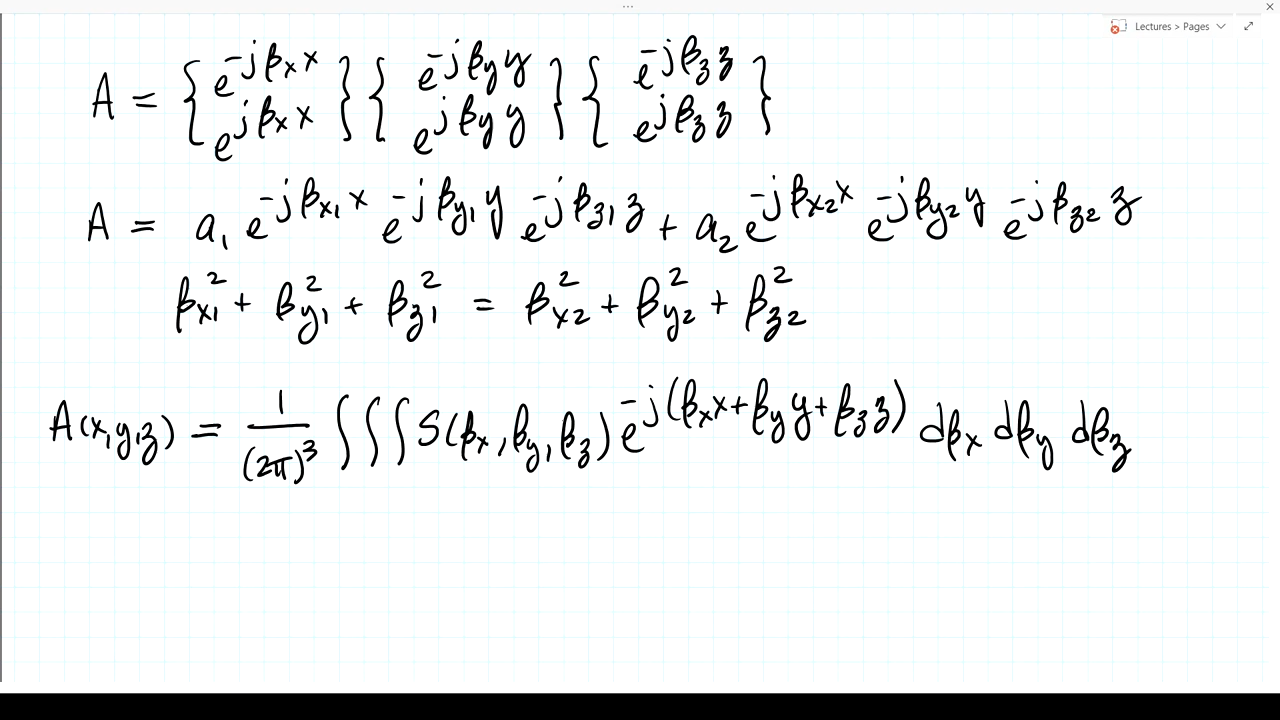 Lectures > Pages
A = { e^{-jβ_x x} } { e^{-jβ_y y} } { e^{-jβ_z z} }
{ e^{jβ_x x} } { e^{jβ_y y} } { e^{jβ_z z} }
A = a_1 e^{-jβ_{x1} x} e^{-jβ_{y1} y} e^{-jβ_{z1} z} + a_2 e^{-jβ_{x2} x} e^{-jβ_{y2} y} e^{-jβ_{z2} z}
β_{x1}^2 + β_{y1}^2 + β_{z1}^2 = β_{x2}^2 + β_{y2}^2 + β_{z2}^2
A(x,y,z) = \frac{1}{(2π)^3} ∫∫∫ S(β_x, β_y, β_z) e^{-j(β_x x + β_y y + β_z z)} dβ_x dβ_y dβ_z